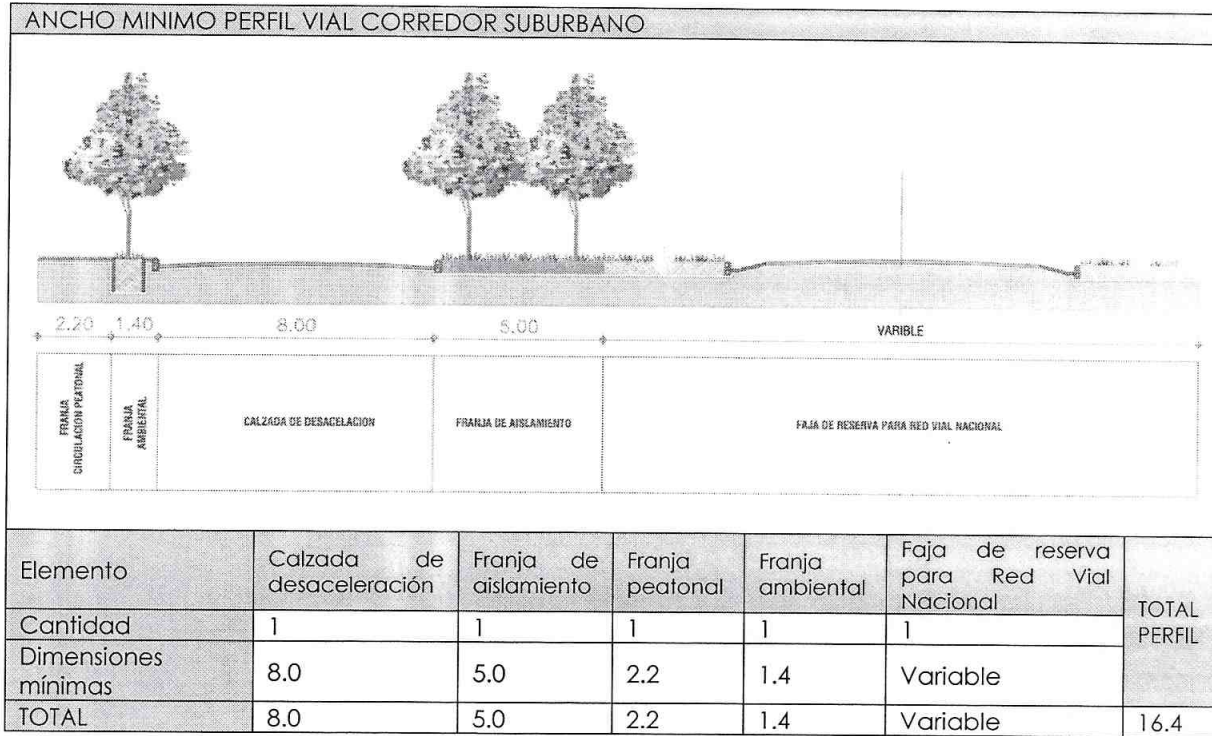 ANCHO MINIMO PERFIL VIAL CORREDOR SUBURBANO
2.20 1.40 8.00 5.00 VARIBLE
FRANJA
CIRCULACION PEATONAL
FRANJA
AMBIENTAL
CALZADA DE DESACELACION
FRANJA DE AISLAMIENTO
FAJA DE RESERVA PARA RED VIAL NACIONAL
Elemento
Calzada de
desaceleración
Franja de
aislamiento
Franja
peatonal
Franja
ambiental
Faja de reserva
para Red Vial
Nacional
TOTAL
PERFIL
Cantidad 1 1 1 1 1
Dimensiones
mínimas
8.0 5.0 2.2 1.4 Variable
TOTAL 8.0 5.0 2.2 1.4 Variable 16.4